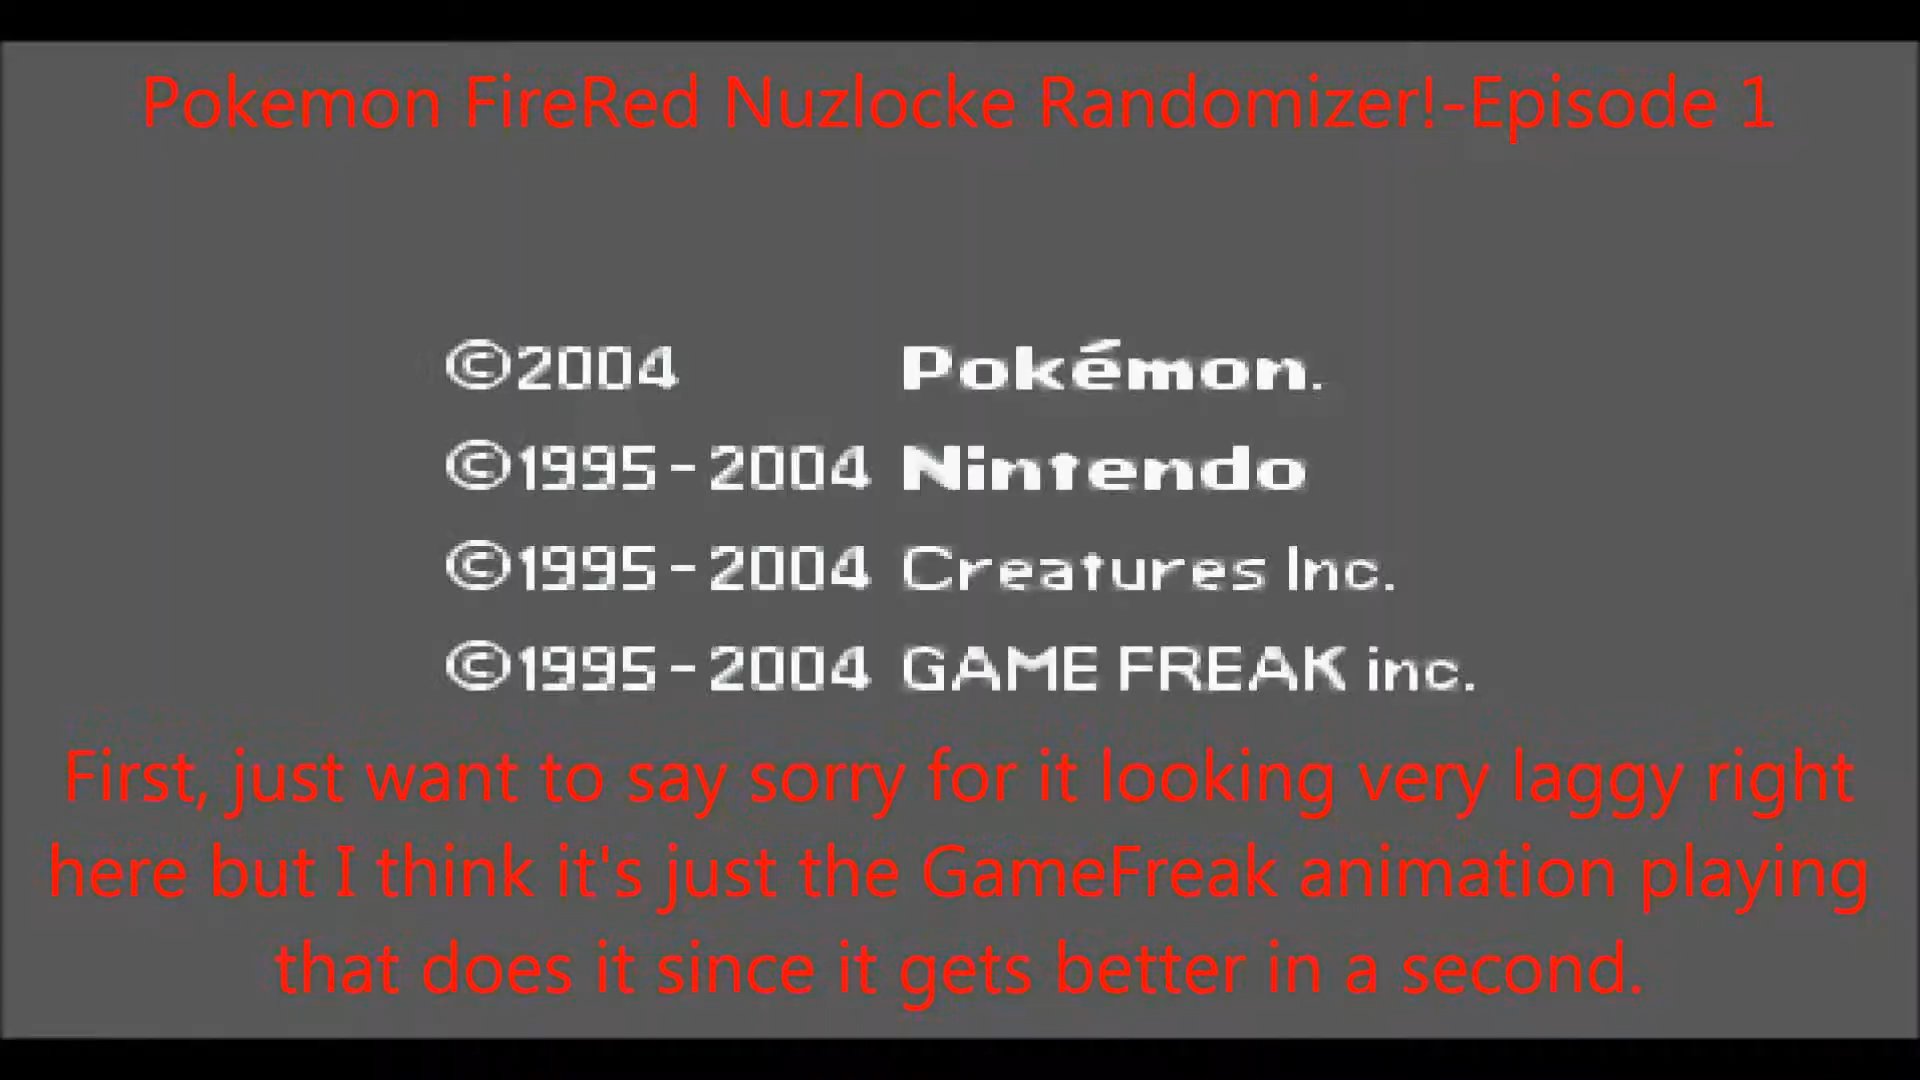 Pokemon FireRed Nuzlocke Randomizer!-Episode 1
©2004 Pokémon.
©1995-2004 Nintendo
©1995-2004 Creatures Inc.
©1995-2004 GAME FREAK inc.
First, just want to say sorry for it looking very laggy right
here but I think it's just the GameFreak animation playing
that does it since it gets better in a second.